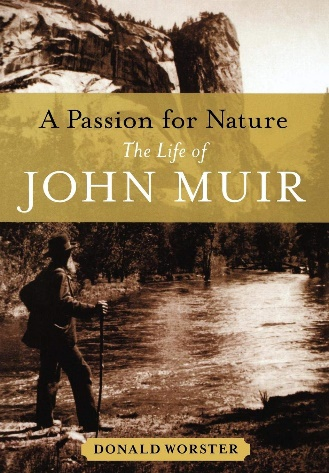 A Passion for Nature
The Life of
JOHN MUIR
DONALD WORSTER